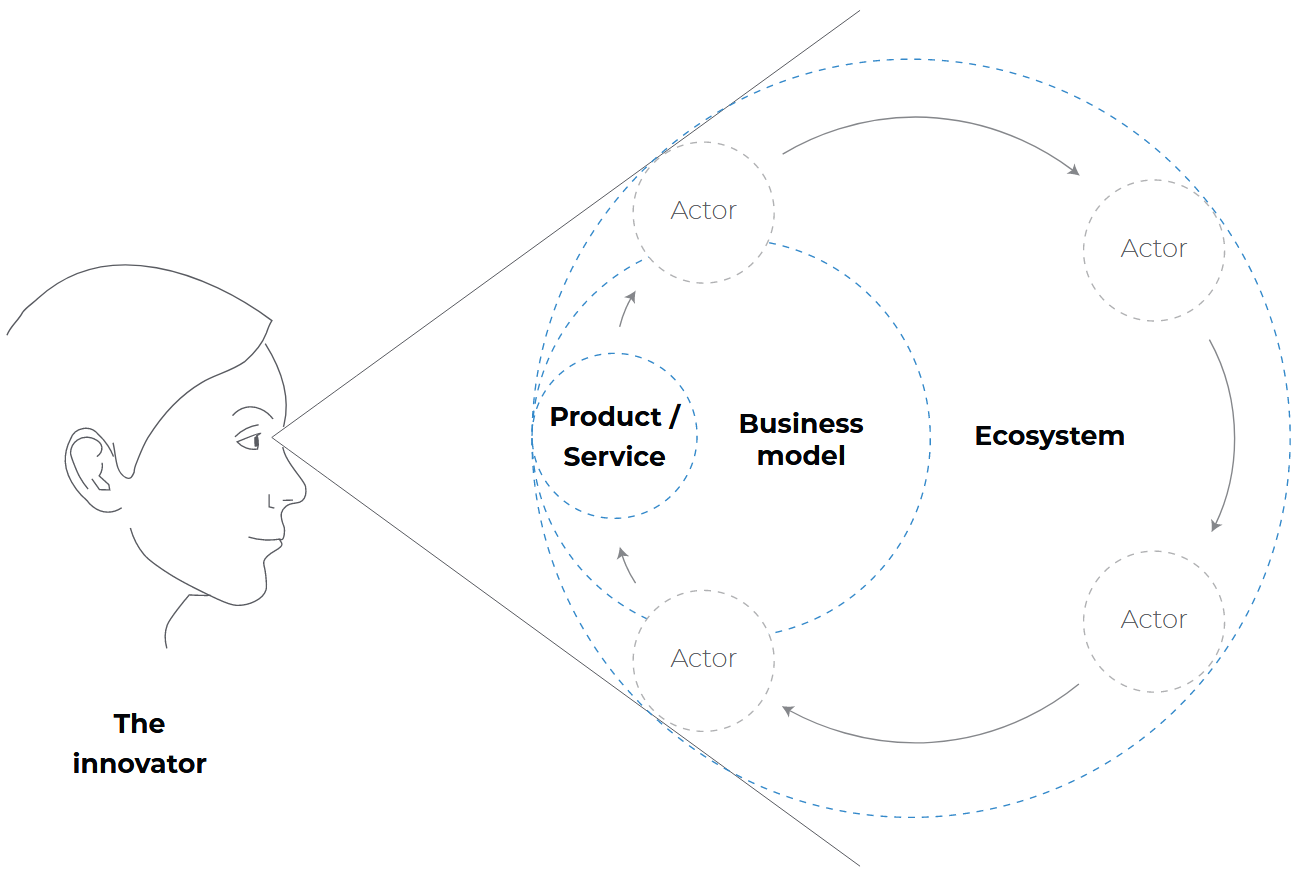 Actor
Actor
Product /
Service
Business
model
Ecosystem
Actor
Actor
The
innovator